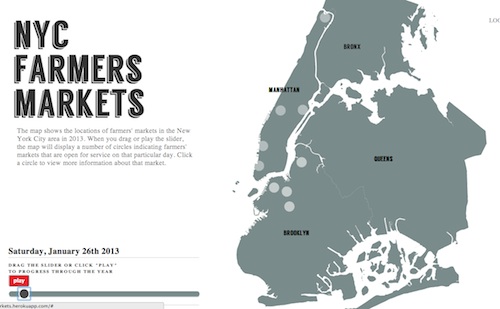 NYC
FARMERS
MARKETS
The map shows the locations of farmers' markets in the New
York City area in 2013. When you drag or play the slider,
the map will display a number of circles indicating farmers'
markets that are open for service on that particular day. Click
a circle to view more information about that market.
Saturday, January 26th 2013
DRAG THE SLIDER OR CLICK "PLAY"
TO PROGRESS THROUGH THE YEAR
play
rkets.herokuapp.com/#
BRONX
MANHATTAN
QUEENS
BROOKLYN
LOU